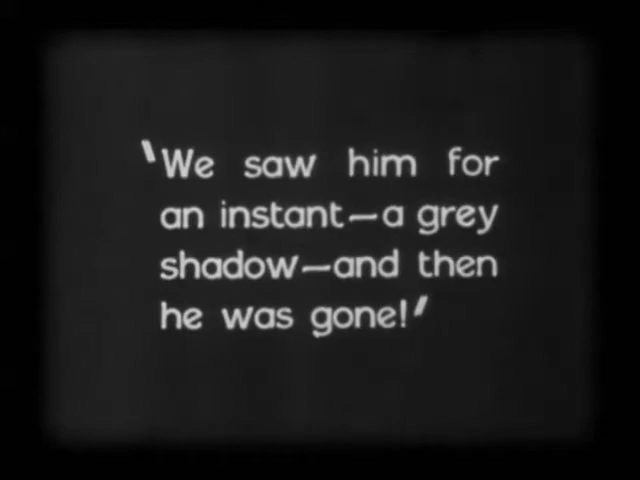 'We saw him for
an instant—a grey
shadow—and then
he was gone!'